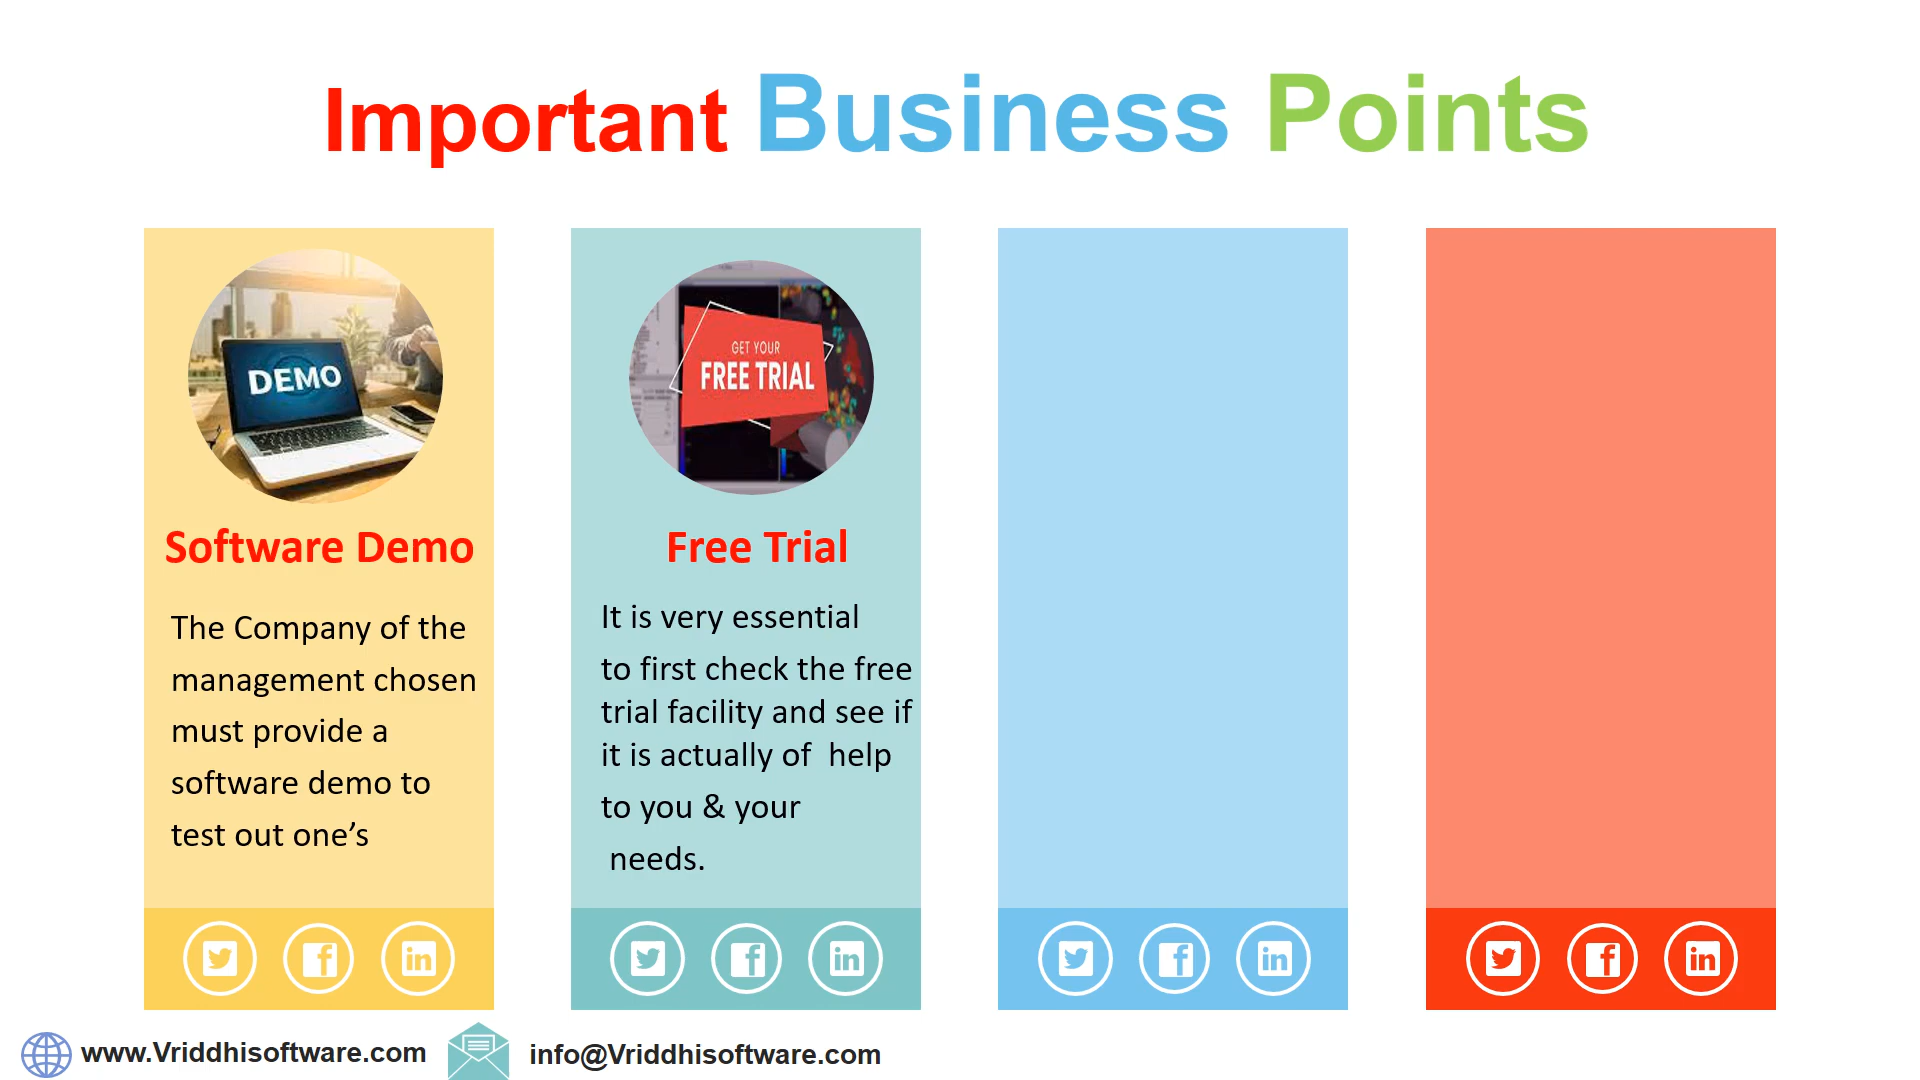 Important Business Points
DEMO
Software Demo
The Company of the
management chosen
must provide a
software demo to
test out one’s
GET YOUR
FREE TRIAL
Free Trial
It is very essential
to first check the free
trial facility and see if
it is actually of  help
to you & your
needs.
www.Vriddhisoftware.com
info@Vriddhisoftware.com